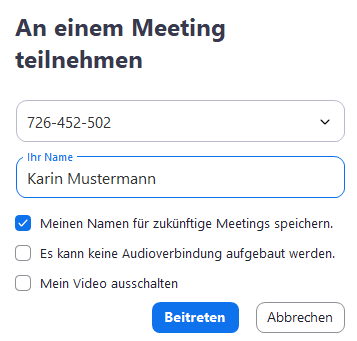 An einem Meeting
teilnehmen
726-452-502
Ihr Name
Karin Mustermann
Meinen Namen für zukünftige Meetings speichern.
Es kann keine Audioverbindung aufgebaut werden.
Mein Video ausschalten
Beitreten Abbrechen